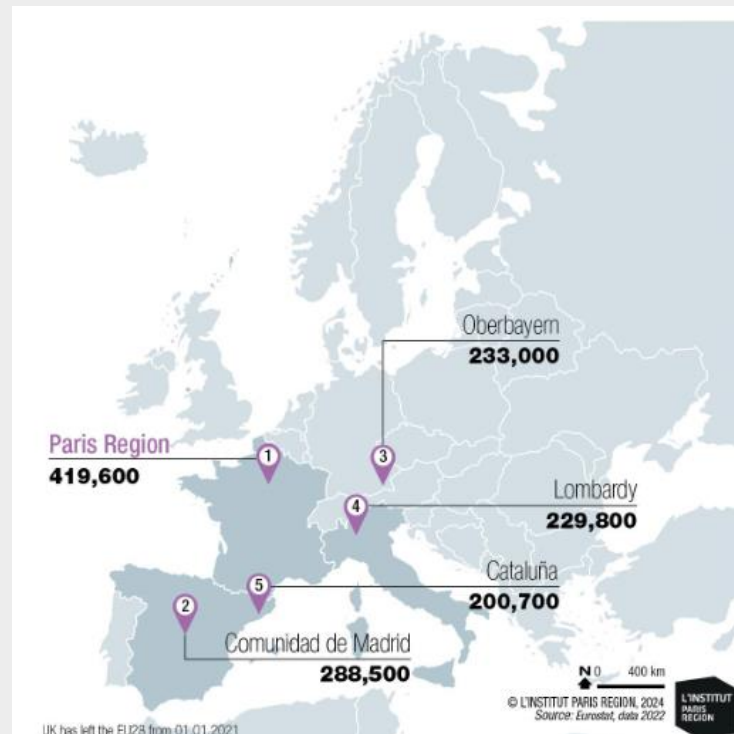 Oberbayern
233,000
Paris Region
419,600
1
3
4
Lombardy
229,800
5
Cataluña
200,700
2
Comunidad de Madrid
288,500
N 0 400 km
© L'INSTITUT PARIS REGION, 2024
Source: Eurostat, data 2022
L'INSTITUT
PARIS
REGION
UK has left the EU28 from 01.01.2021